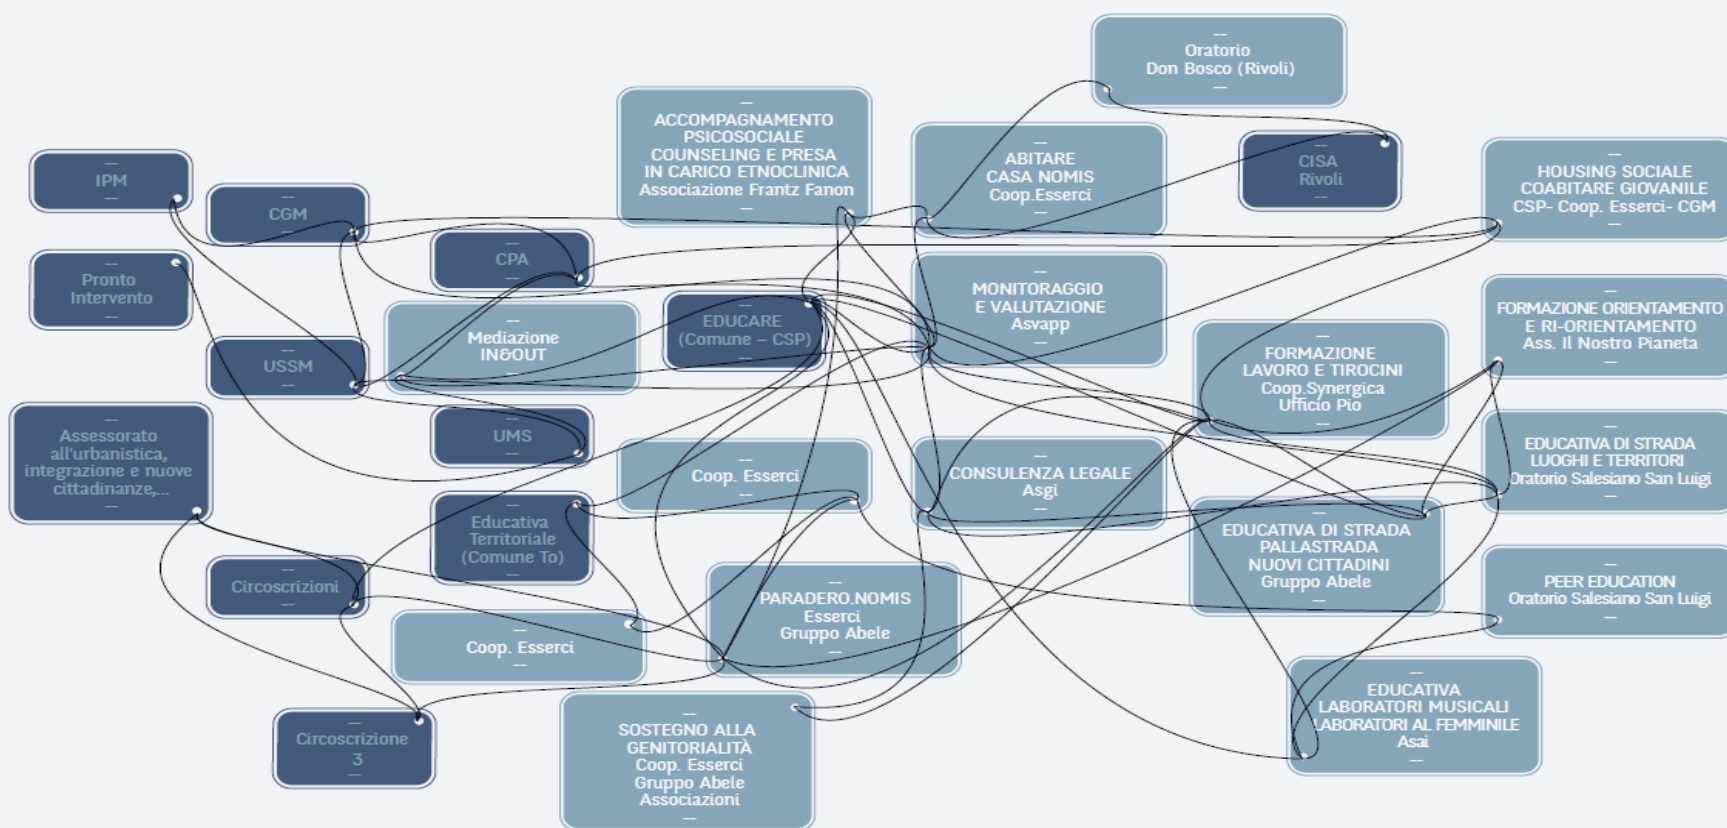 --
Oratorio
Don Bosco (Rivoli)
--
--
ACCOMPAGNAMENTO
PSICOSOCIALE
COUNSELING E PRESA
IN CARICO ETNOCLINICA
Associazione Frantz Fanon
--
--
ABITARE
CASA NOMIS
Coop.Esserci
--
--
CISA
Rivoli
--
--
HOUSING SOCIALE
COABITARE GIOVANILE
CSP- Coop. Esserci- CGM
--
--
IPM
--
--
CGM
--
--
CPA
--
--
Pronto
Intervento
--
--
MONITORAGGIO
E VALUTAZIONE
Asvapp
--
--
EDUCARE
(Comune – CSP)
--
--
Mediazione
IN&OUT
--
--
USSM
--
--
FORMAZIONE ORIENTAMENTO
E RI-ORIENTAMENTO
Ass. Il Nostro Pianeta
--
--
FORMAZIONE
LAVORO E TIROCINI
Coop.Synergica
Ufficio Pio
--
--
Assessorato
all'urbanistica,
integrazione e nuove
cittadinanze,...
--
--
UMS
--
--
Coop. Esserci
--
--
CONSULENZA LEGALE
Asgi
--
--
EDUCATIVA DI STRADA
LUOGHI E TERRITORI
Oratorio Salesiano San Luigi
--
--
Educativa
Territoriale
(Comune To)
--
--
EDUCATIVA DI STRADA
PALLASTRADA
NUOVI CITTADINI
Gruppo Abele
--
--
Circoscrizioni
--
--
PARADERO.NOMIS
Esserci
Gruppo Abele
--
--
PEER EDUCATION
Oratorio Salesiano San Luigi
--
--
Coop. Esserci
--
--
EDUCATIVA
LABORATORI MUSICALI
LABORATORI AL FEMMINILE
Asai
--
--
Circoscrizione
3
--
--
SOSTEGNO ALLA
GENITORIALITÀ
Coop. Esserci
Gruppo Abele
Associazioni
--